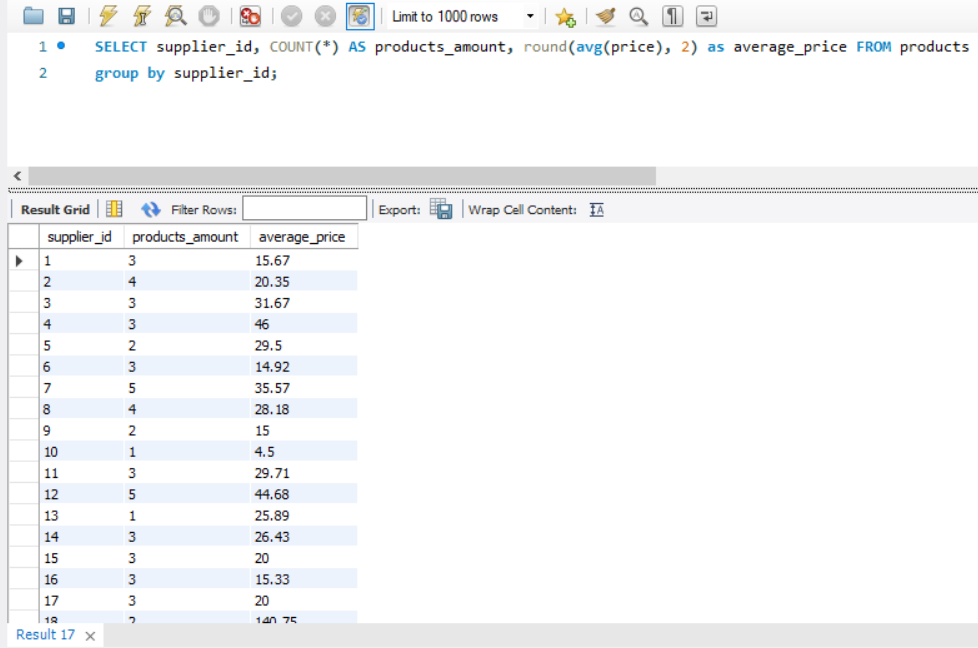 Limit to 1000 rows
1 SELECT supplier_id, COUNT(*) AS products_amount, round(avg(price), 2) as average_price FROM products
2 group by supplier_id;
Result Grid Filter Rows: Export: Wrap Cell Content:
supplier_id products_amount average_price
1 3 15.67
2 4 20.35
3 3 31.67
4 3 46
5 2 29.5
6 3 14.92
7 5 35.57
8 4 28.18
9 2 15
10 1 4.5
11 3 29.71
12 5 44.68
13 1 25.89
14 3 26.43
15 3 20
16 3 15.33
17 3 20
18 2 140.75
Result 17